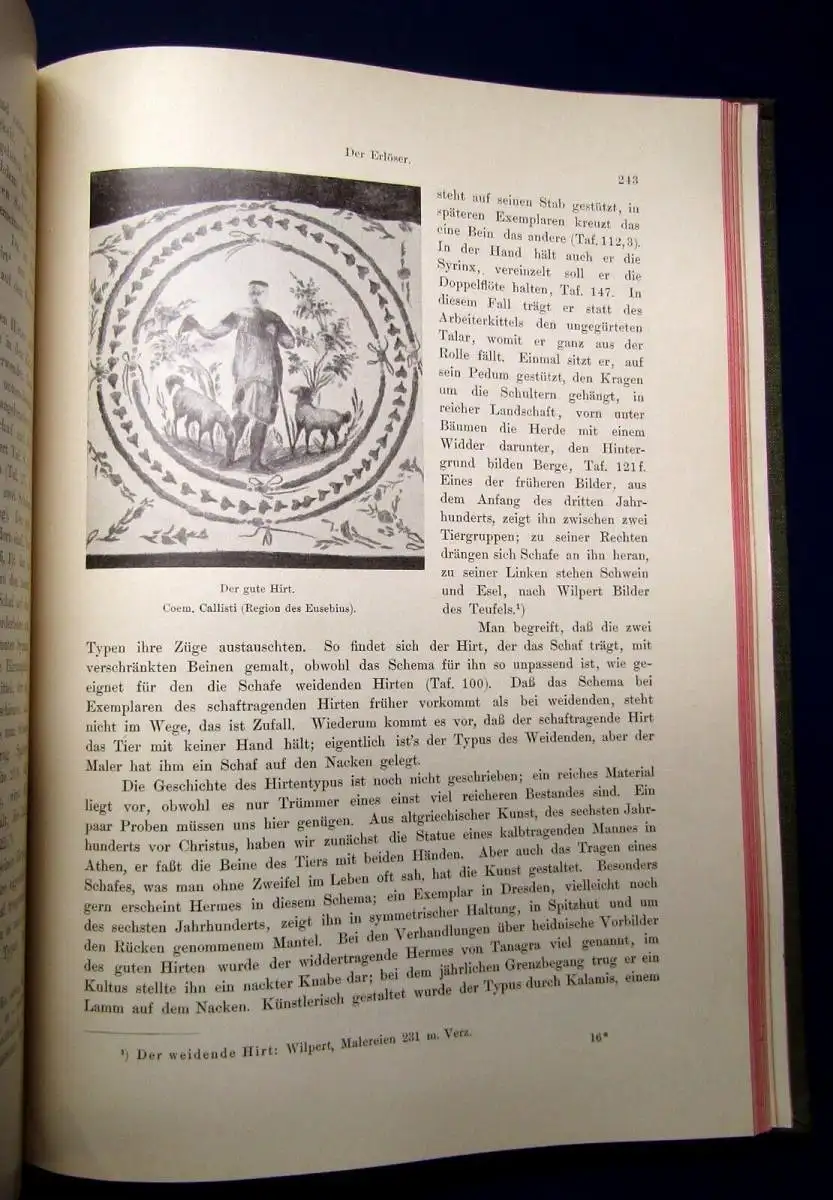 Der Erlöser.
243
steht auf seinen Stab gestützt, in
späteren Exemplaren kreuzt das
eine Bein das andere (Taf. 112,3).
In der Hand hält auch er die
Syrinx, vereinzelt soll er die
Doppelflöte halten, Taf. 147. In
diesem Fall trägt er statt des
Arbeiterkittels den ungegürteten
Talar, womit er ganz aus der
Rolle fällt. Einmal sitzt er, auf
sein Pedum gestützt, den Kragen
um die Schultern gehängt, in
reicher Landschaft, vorn unter
Bäumen die Herde mit einem
Widder darunter, den Hinter-
grund bilden Berge, Taf. 121 f.
Eines der früheren Bilder, aus
dem Anfang des dritten Jahr-
hunderts, zeigt ihn zwischen zwei
Tiergruppen; zu seiner Rechten
drängen sich Schafe an ihn heran,
zu seiner Linken stehen Schwein
und Esel, nach Wilpert Bilder
des Teufels.¹)
Der gute Hirt.
Coem. Callisti (Region des Eusebius).
Man begreift, daß die zwei
Typen ihre Züge austauschten. So findet sich der Hirt, der das Schaf trägt, mit
verschränkten Beinen gemalt, obwohl das Schema für ihn so unpassend ist, wie ge-
eignet für den die Schafe weidenden Hirten (Taf. 100). Daß das Schema bei
Exemplaren des schaftragenden Hirten früher vorkommt als bei weidenden, steht
nicht im Wege, das ist Zufall. Wiederum kommt es vor, daß der schaftragende Hirt
das Tier mit keiner Hand hält; eigentlich ist's der Typus des Weidenden, aber der
Maler hat ihm ein Schaf auf den Nacken gelegt.
Die Geschichte des Hirtentypus ist noch nicht geschrieben; ein reiches Material
liegt vor, obwohl es nur Trümmer eines einst viel reicheren Bestandes sind. Ein
paar Proben müssen uns hier genügen. Aus altgriechischer Kunst, des sechsten Jahr-
hunderts vor Christus, haben wir zunächst die Statue eines kalbtragenden Mannes in
Athen, er faßt die Beine des Tiers mit beiden Händen. Aber auch das Tragen eines
Schafes, was man ohne Zweifel im Leben oft sah, hat die Kunst gestaltet. Besonders
gern erscheint Hermes in diesem Schema; ein Exemplar in Dresden, vielleicht noch
des sechsten Jahrhunderts, zeigt ihn in symmetrischer Haltung, in Spitzhut und um
den Rücken genommenem Mantel. Bei den Verhandlungen über heidnische Vorbilder
des guten Hirten wurde der widdertragende Hermes von Tanagra viel genannt, im
Kultus stellte ihn ein nackter Knabe dar; bei dem jährlichen Grenzbegang trug er ein
Lamm auf dem Nacken. Künstlerisch gestaltet wurde der Typus durch Kalamis, einem
¹) Der weidende Hirt: Wilpert, Malereien 231 m. Verz.
16*